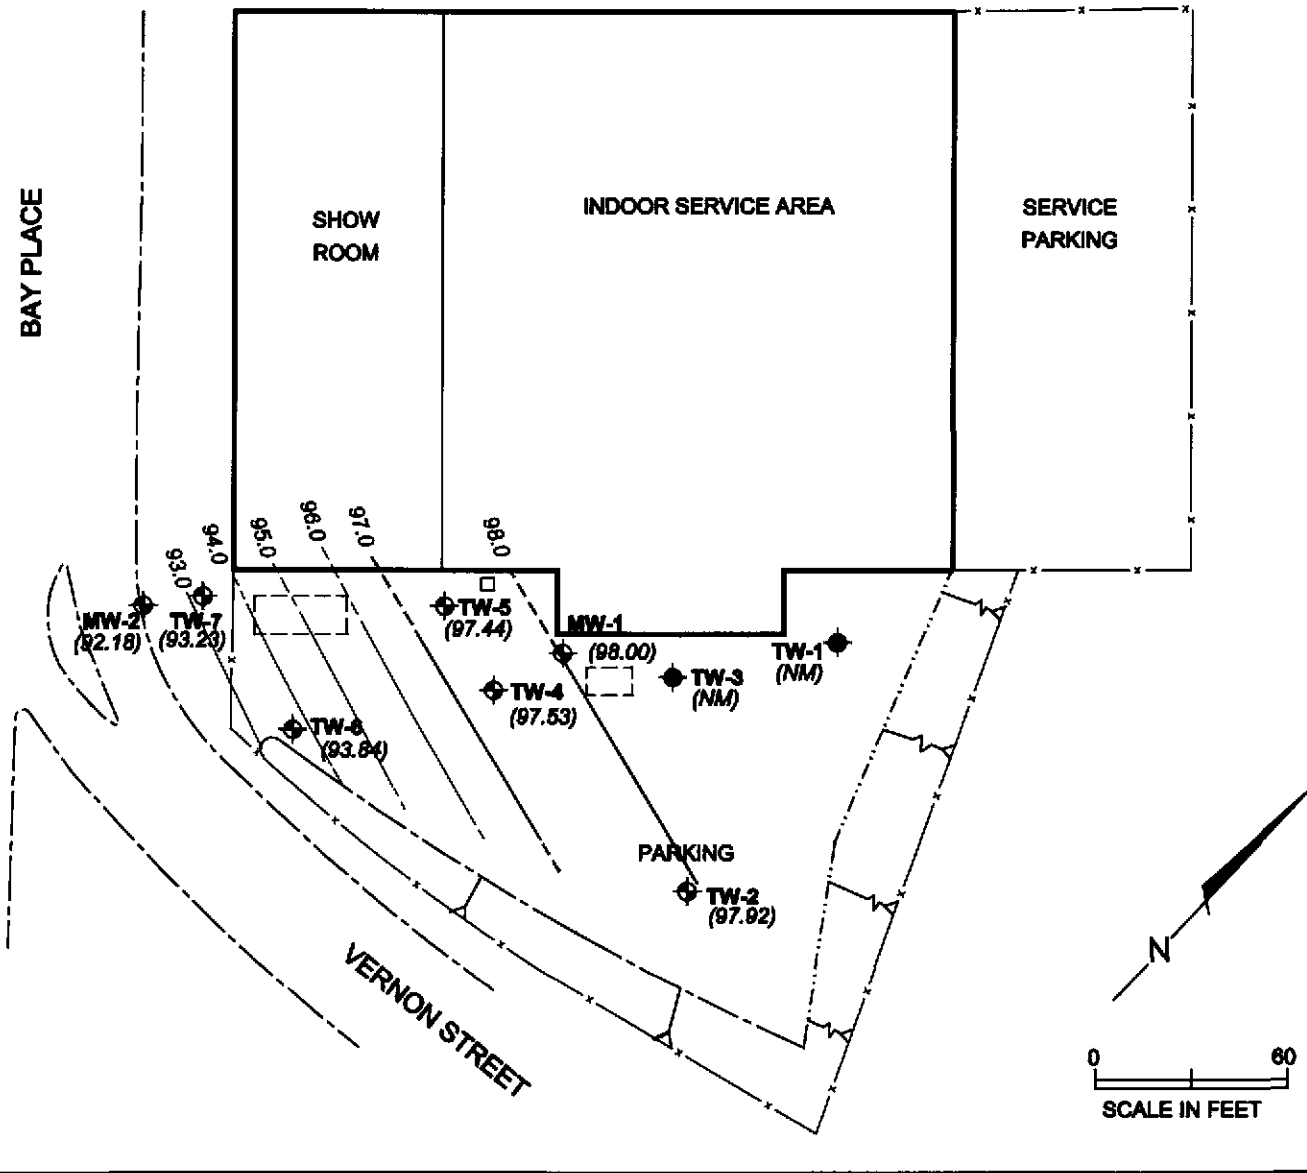 BAY PLACE
SHOW
ROOM
INDOOR SERVICE AREA
SERVICE
PARKING
93.0
94.0
95.0
96.0
97.0
98.0
MW-2
(92.18)
TW-7
(93.23)
TW-5
(97.44)
MW-1
(98.00)
TW-1
(NM)
TW-3
(NM)
TW-4
(97.53)
TW-6
(93.84)
PARKING
TW-2
(97.92)
VERNON STREET
N
0 60
SCALE IN FEET